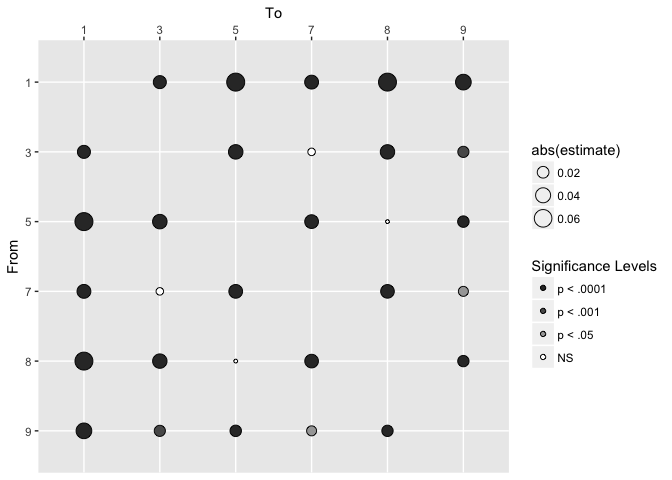 To
1 3 5 7 8 9
From
1
3
5
7
8
9
abs(estimate)
0.02
0.04
0.06
Significance Levels
p < .0001
p < .001
p < .05
NS